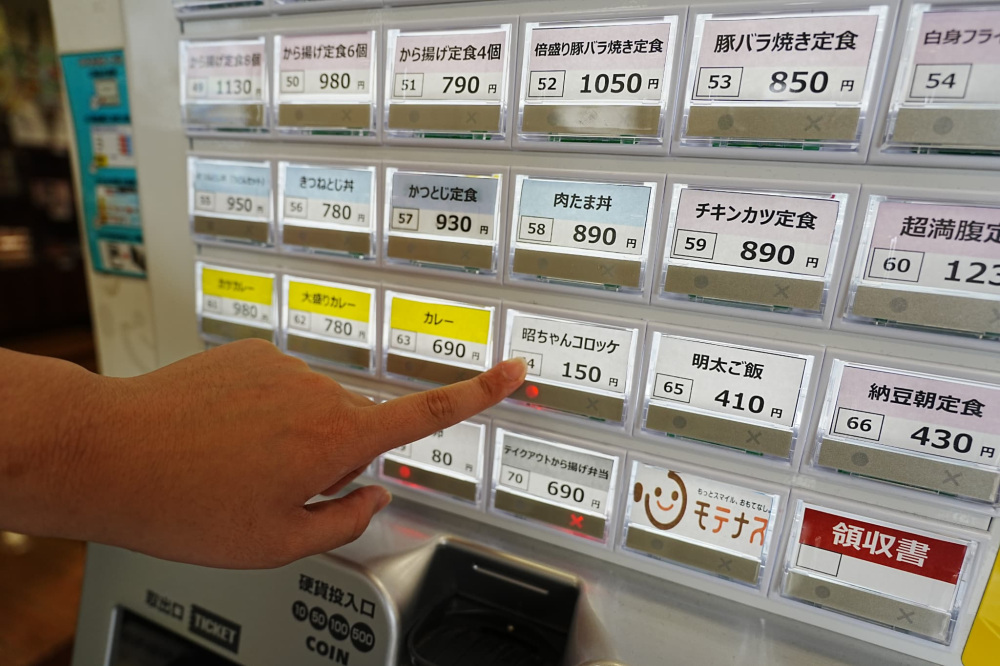 から揚げ定食8個
49 1130 円
から揚げ定食6個
50 980 円
から揚げ定食4個
51 790 円
倍盛り豚バラ焼き定食
52 1050 円
豚バラ焼き定食
53 850 円
白身フライ
54
55 950 円
きつねとじ丼
56 780 円
かつとじ定食
57 930 円
肉たま丼
58 890 円
チキンカツ定食
59 890 円
超満腹定
60 123
980 円
大盛りカレー
62 780 円
カレー
63 690 円
昭ちゃんコロッケ
4 150 円
明太ご飯
65 410 円
納豆朝定食
66 430 円
80 円
テイクアウトから揚げ弁当
70 690 円
もっとスマイル、おもてなし。
モテナス
領収書
取出口 TICKET
硬貨投入口
10 50 100 500
COIN